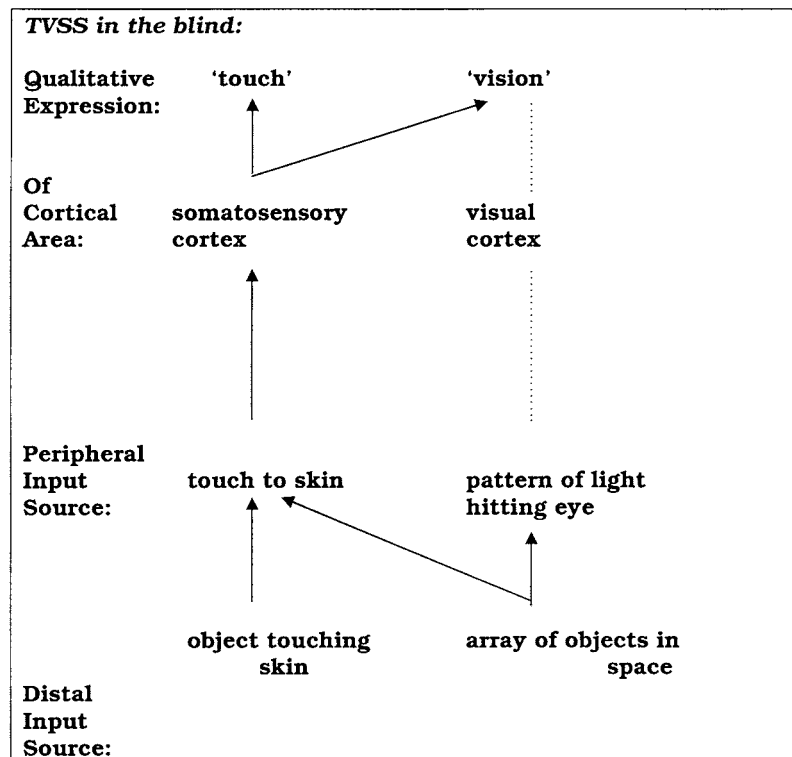 TVSS in the blind:
Qualitative ‘touch’ ‘vision’
Expression:
Of
Cortical somatosensory visual
Area: cortex cortex
Peripheral
Input touch to skin pattern of light
Source: hitting eye
object touching array of objects in
skin space
Distal
Input
Source: